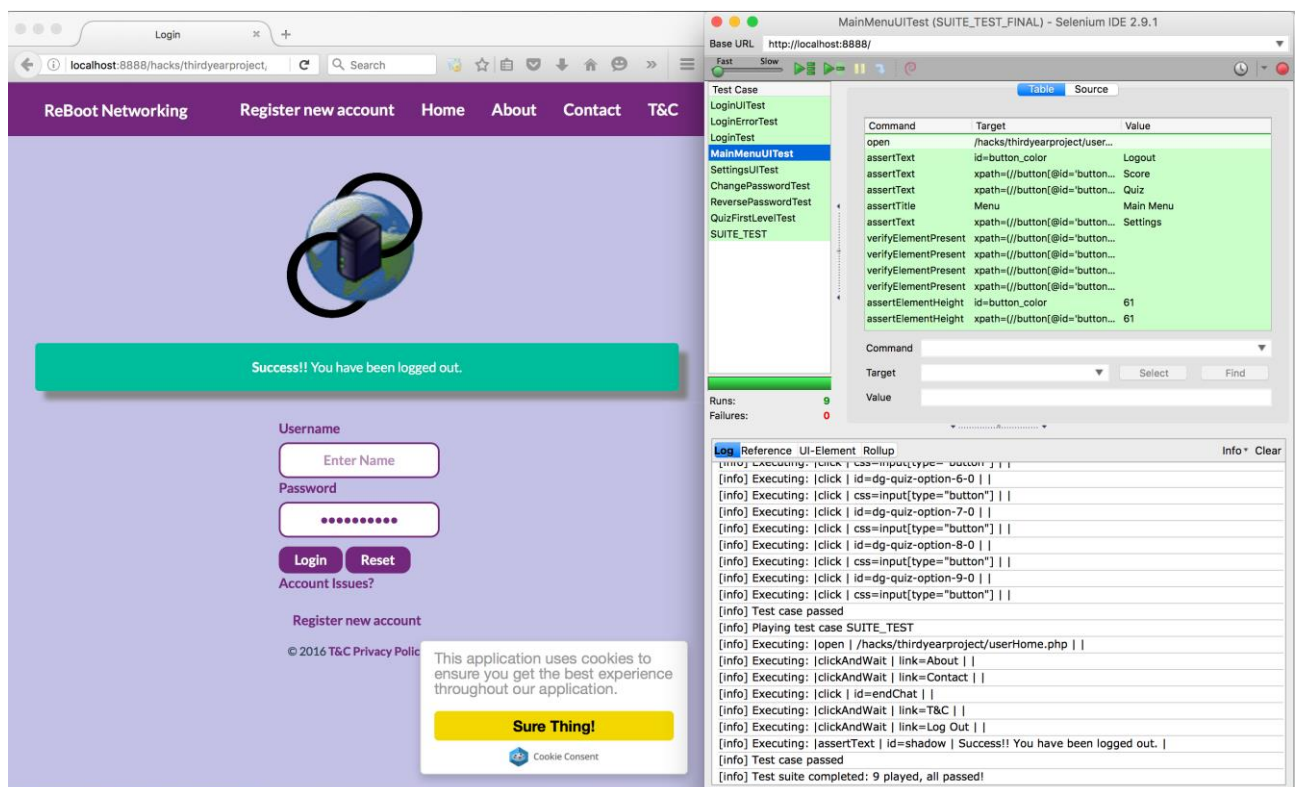 Login
localhost:8888/hacks/thirdyearproject,
Search
ReBoot Networking
Register new account
Home
About
Contact
T&C
Success!! You have been logged out.
Username
Enter Name
Password
Login
Reset
Account Issues?
Register new account
© 2016 T&C Privacy Polic
This application uses cookies to
ensure you get the best experience
throughout our application.
Sure Thing!
Cookie Consent
MainMenuUITest (SUITE_TEST_FINAL) - Selenium IDE 2.9.1
Base URL http://localhost:8888/
Fast Slow
Test Case
LoginUITest
LoginErrorTest
LoginTest
MainMenuUITest
SettingsUITest
ChangePasswordTest
ReversePasswordTest
QuizFirstLevelTest
SUITE_TEST
Runs: 9
Failures: 0
Table Source
Command Target Value
open /hacks/thirdyearproject/user...
assertText id=button_color Logout
assertText xpath=(//button[@id='button... Score
assertText xpath=(//button[@id='button... Quiz
assertTitle Menu Main Menu
assertText xpath=(//button[@id='button... Settings
verifyElementPresent xpath=(//button[@id='button...
verifyElementPresent xpath=(//button[@id='button...
verifyElementPresent xpath=(//button[@id='button...
verifyElementPresent xpath=(//button[@id='button...
assertElementHeight id=button_color 61
assertElementHeight xpath=(//button[@id='button... 61
Command
Target Select Find
Value
Log Reference UI-Element Rollup Info Clear
[info] Executing: |click | css=input[type="button"] | |
[info] Executing: |click | id=dg-quiz-option-6-0 | |
[info] Executing: |click | css=input[type="button"] | |
[info] Executing: |click | id=dg-quiz-option-7-0 | |
[info] Executing: |click | css=input[type="button"] | |
[info] Executing: |click | id=dg-quiz-option-8-0 | |
[info] Executing: |click | css=input[type="button"] | |
[info] Executing: |click | id=dg-quiz-option-9-0 | |
[info] Executing: |click | css=input[type="button"] | |
[info] Test case passed
[info] Playing test case SUITE_TEST
[info] Executing: |open | /hacks/thirdyearproject/userHome.php | |
[info] Executing: |clickAndWait | link=About | |
[info] Executing: |clickAndWait | link=Contact | |
[info] Executing: |click | id=endChat | |
[info] Executing: |clickAndWait | link=T&C | |
[info] Executing: |clickAndWait | link=Log Out | |
[info] Executing: |assertText | id=shadow | Success!! You have been logged out. |
[info] Test case passed
[info] Test suite completed: 9 played, all passed!